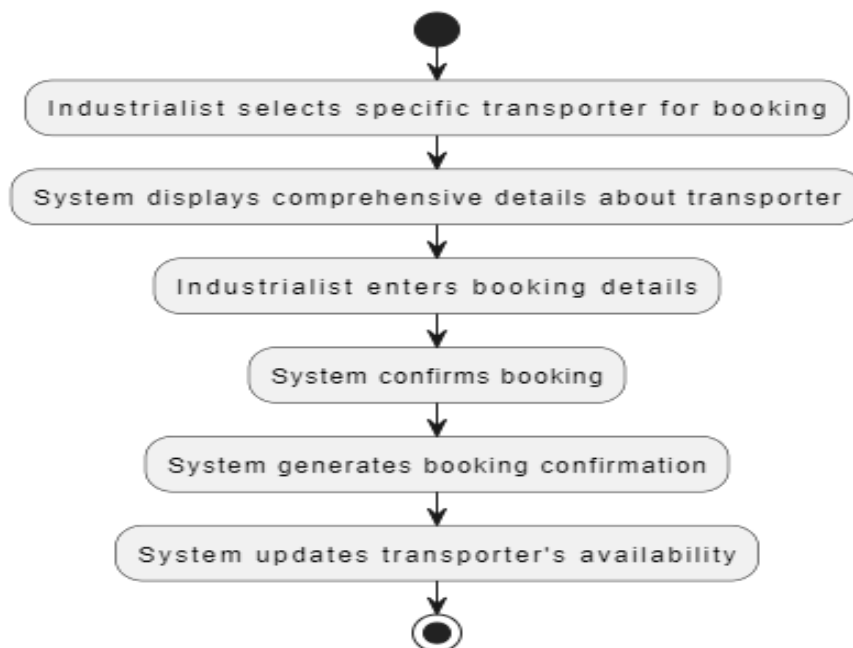 Industrialist selects specific transporter for booking
System displays comprehensive details about transporter
Industrialist enters booking details
System confirms booking
System generates booking confirmation
System updates transporter's availability